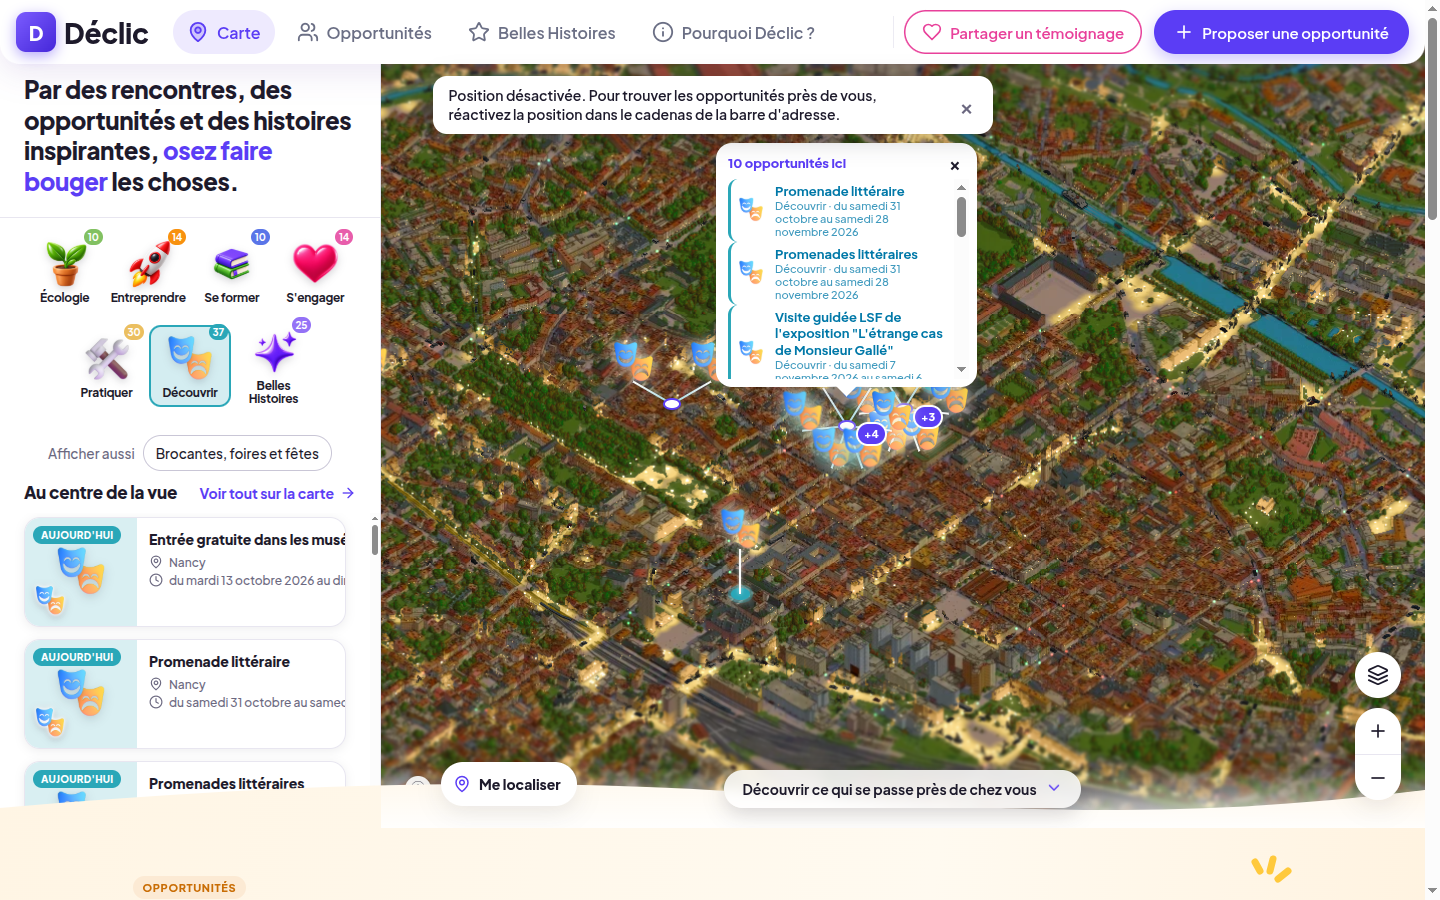 D Déclic
Carte
Opportunités
Belles Histoires
Pourquoi Déclic ?
Partager un témoignage
Proposer une opportunité
Par des rencontres, des
opportunités et des histoires
inspirantes, osez faire
bouger les choses.
10
14
10
14
Écologie
Entreprendre
Se former
S'engager
30
37
25
Pratiquer
Découvrir
Belles
Histoires
Afficher aussi
Brocantes, foires et fêtes
Au centre de la vue
Voir tout sur la carte
AUJOURD'HUI
Entrée gratuite dans les musé
Nancy
du mardi 13 octobre 2026 au dir
AUJOURD'HUI
Promenade littéraire
Nancy
du samedi 31 octobre au samed
AUJOURD'HUI
Promenades littéraires
Position désactivée. Pour trouver les opportunités près de vous,
réactivez la position dans le cadenas de la barre d'adresse.
10 opportunités ici
Promenade littéraire
Découvrir · du samedi 31
octobre au samedi 28
novembre 2026
Promenades littéraires
Découvrir · du samedi 31
octobre au samedi 28
novembre 2026
Visite guidée LSF de
l'exposition "L'étrange cas
de Monsieur Gallé"
Découvrir · du samedi 7
novembre 2026 au samedi 6
+3
+4
Me localiser
Découvrir ce qui se passe près de chez vous
OPPORTUNITÉS